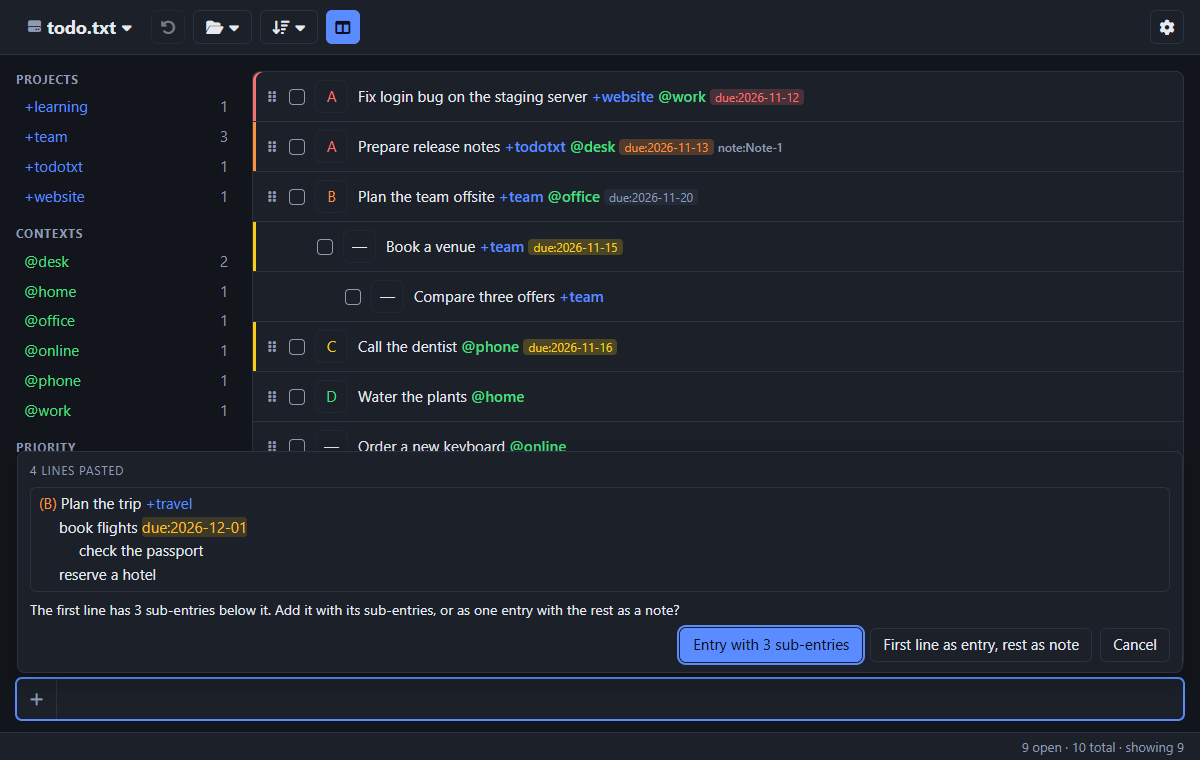 todo.txt
PROJECTS
+learning 1
+team 3
+todotxt 1
+website 1
CONTEXTS
@desk 2
@home 1
@office 1
@online 1
@phone 1
@work 1
PRIORITY
A Fix login bug on the staging server +website @work due:2026-11-12
A Prepare release notes +todotxt @desk due:2026-11-13 note:Note-1
B Plan the team offsite +team @office due:2026-11-20
— Book a venue +team due:2026-11-15
— Compare three offers +team
C Call the dentist @phone due:2026-11-16
D Water the plants @home
— Order a new keyboard @online
4 LINES PASTED
(B) Plan the trip +travel
book flights due:2026-12-01
check the passport
reserve a hotel
The first line has 3 sub-entries below it. Add it with its sub-entries, or as one entry with the rest as a note?
Entry with 3 sub-entries First line as entry, rest as note Cancel
+
9 open · 10 total · showing 9